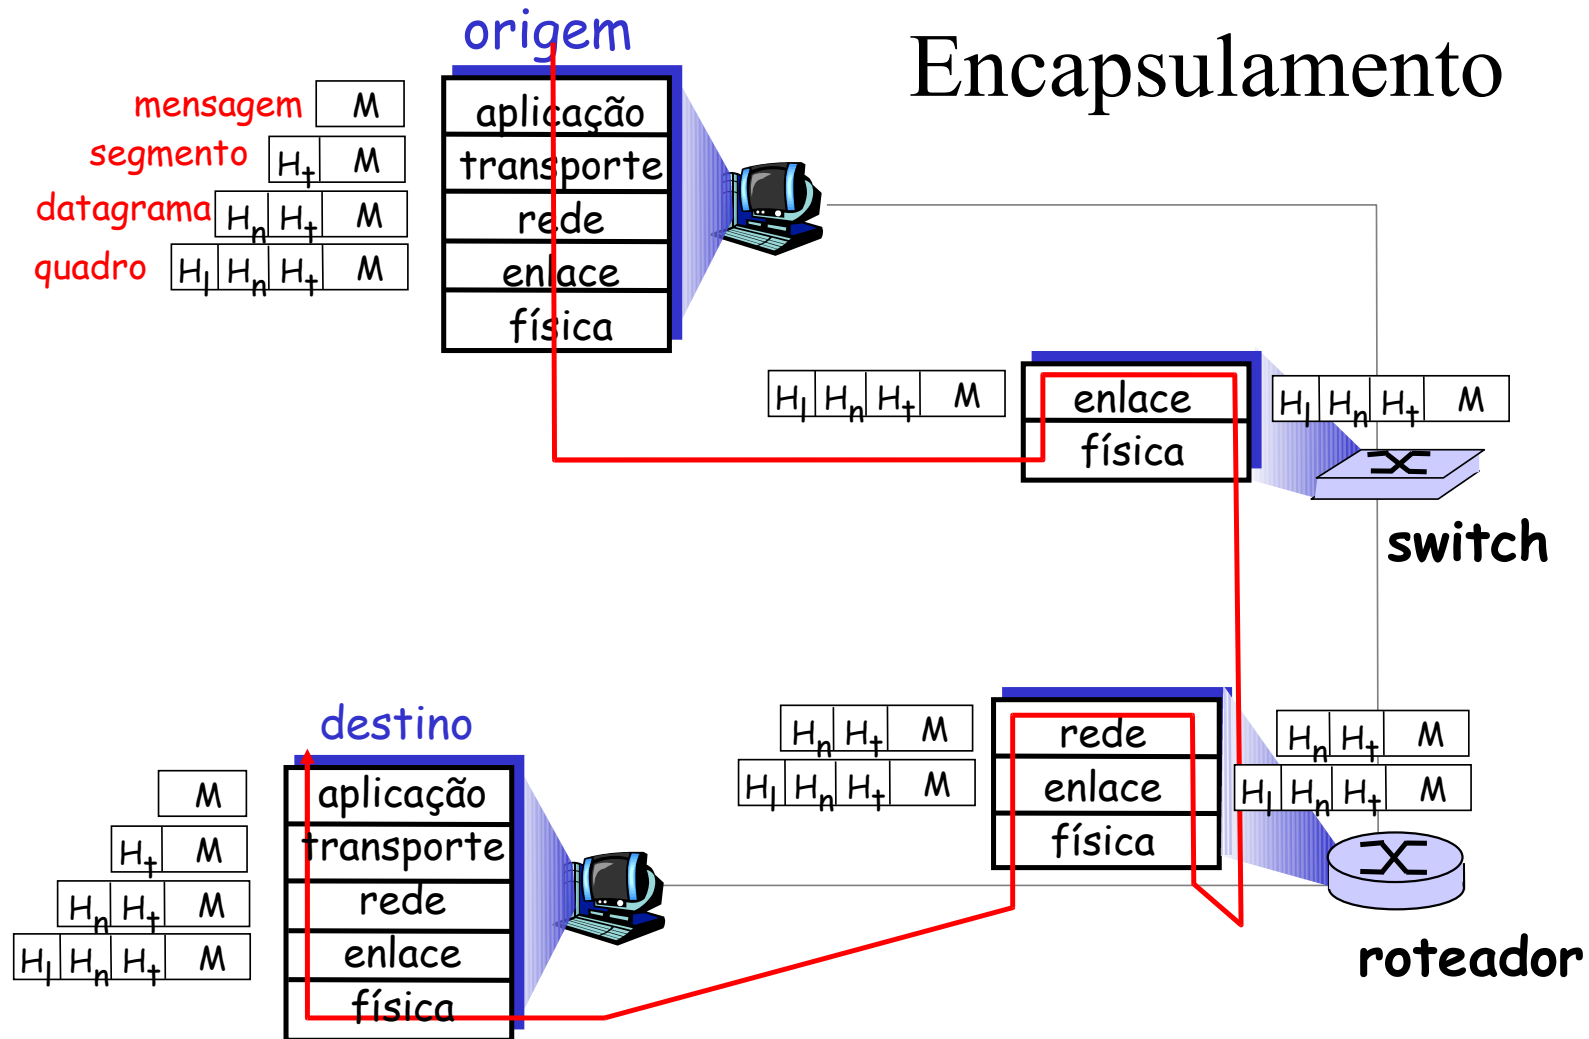 origem
Encapsulamento
mensagem M aplicação
segmento Ht M transporte
datagrama Hn Ht M rede
quadro Hl Hn Ht M enlace
física
Hl Hn Ht M enlace Hl Hn Ht M
física
switch
destino
Hn Ht M rede Hn Ht M
Hl Hn Ht M enlace Hl Hn Ht M
física
roteador
M aplicação
Ht M transporte
Hn Ht M rede
Hl Hn Ht M enlace
física